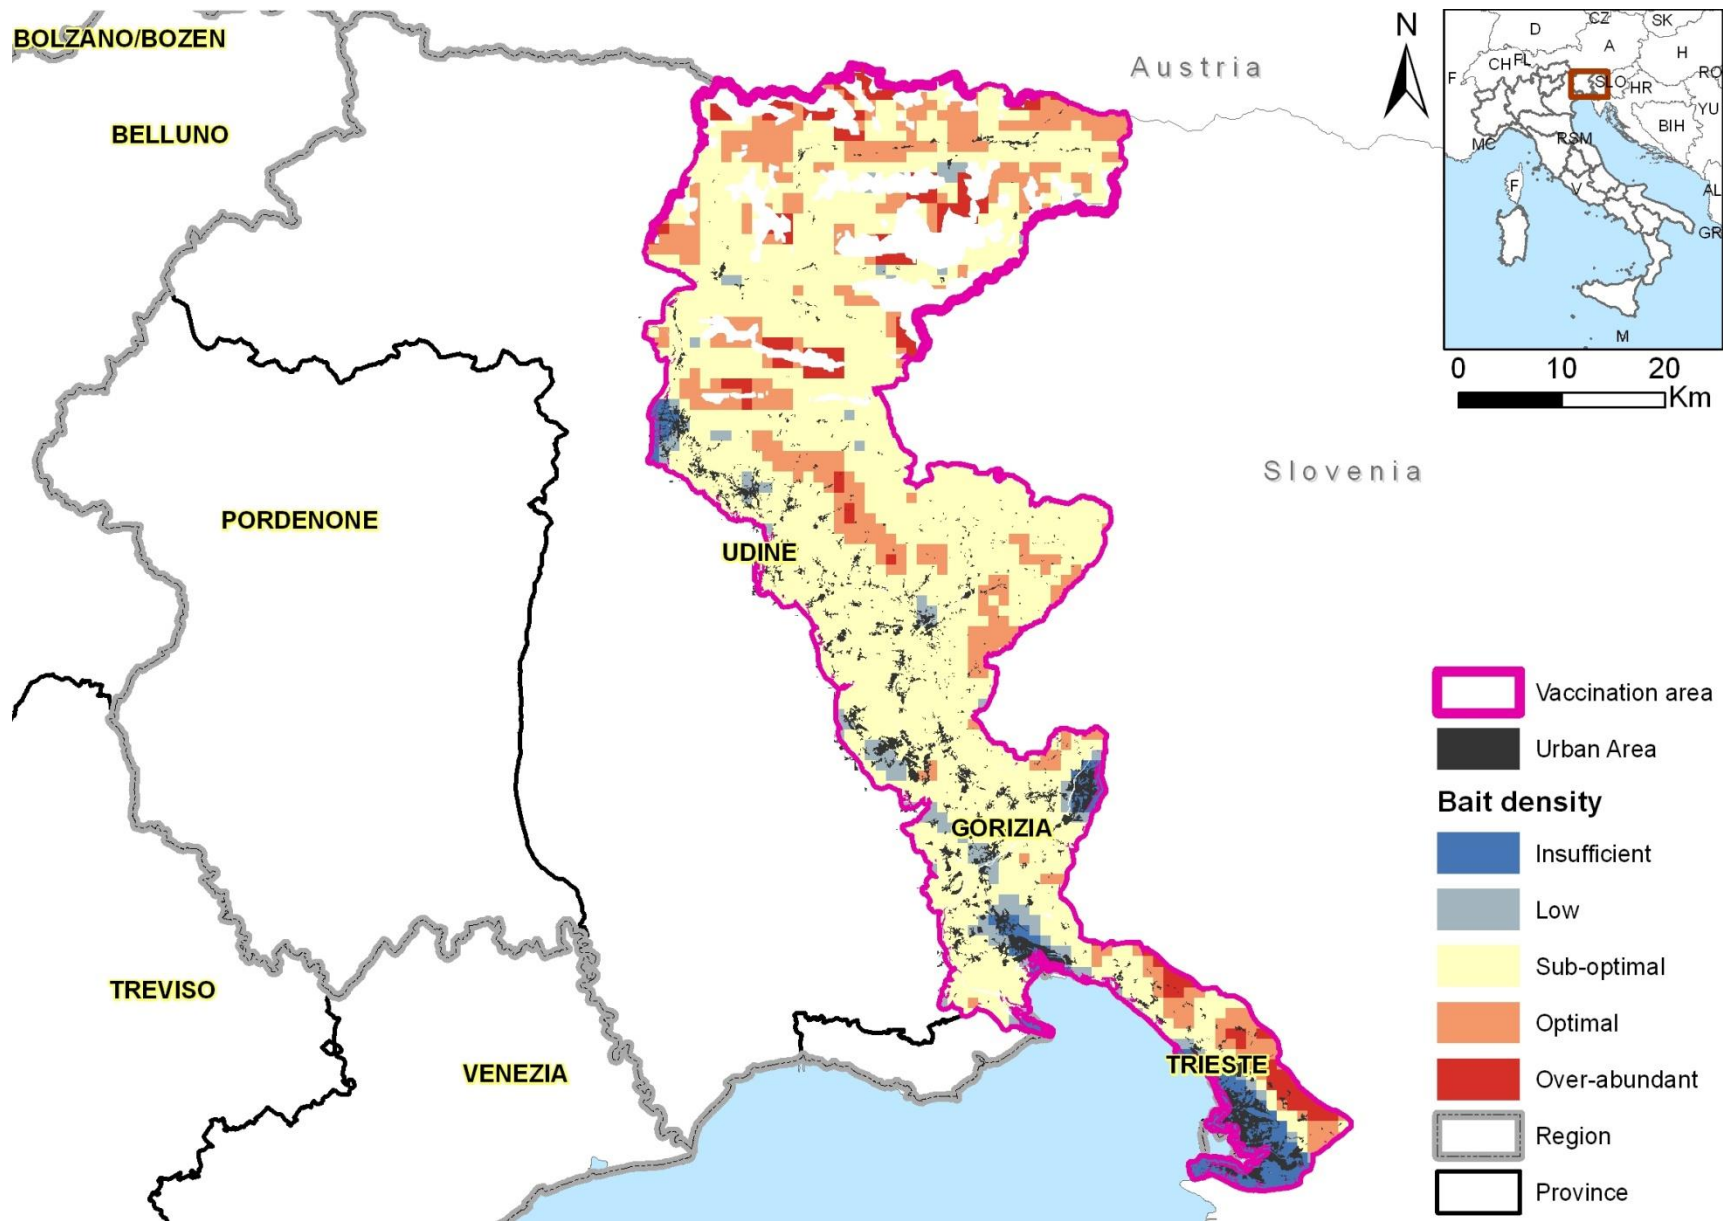 BOLZANO/BOZEN
BELLUNO
Austria
N
D
CZ
SK
A
H
F
CH
FL
RO
SLO
HR
YU
BIH
MC
RSM
F
V
AL
GR
M
0 10 20
Km
Slovenia
PORDENONE
UDINE
GORIZIA
TREVISO
VENEZIA
TRIESTE
Vaccination area
Urban Area
Bait density
Insufficient
Low
Sub-optimal
Optimal
Over-abundant
Region
Province